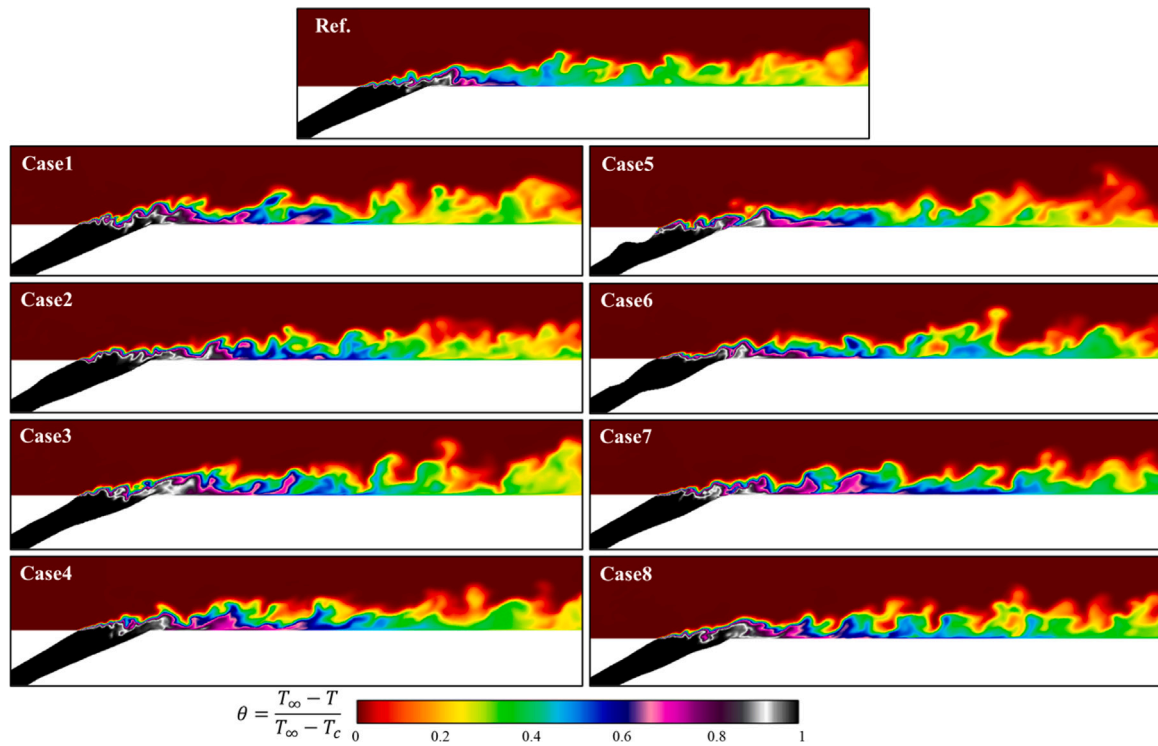 Ref.
Case1
Case5
Case2
Case6
Case3
Case7
Case4
Case8
θ = (T∞ − T) / (T∞ − Tc)
0 0.2 0.4 0.6 0.8 1